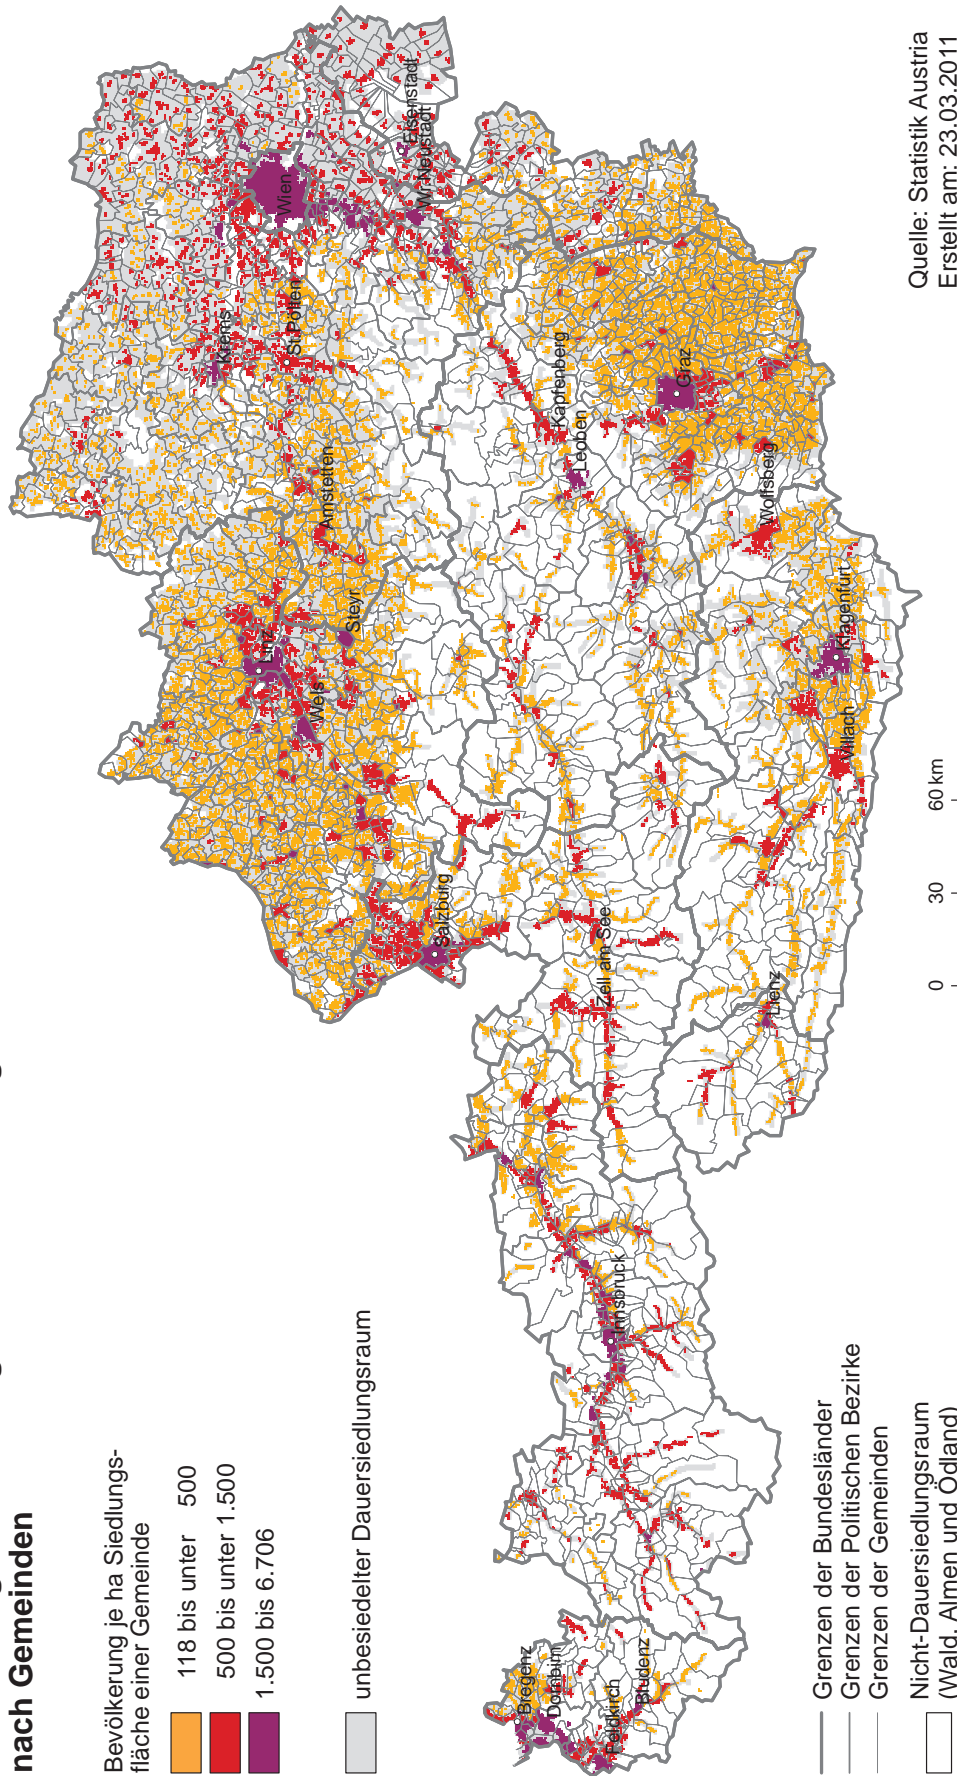 nach Gemeinden
Bevölkerung je ha Siedlungs-
fläche einer Gemeinde
118 bis unter 500
500 bis unter 1.500
1.500 bis 6.706
unbesiedelter Dauersiedlungsraum
Grenzen der Bundesländer
Grenzen der Politischen Bezirke
Grenzen der Gemeinden
Nicht-Dauersiedlungsraum
(Wald, Almen und Ödland)
0 30 60 km
Quelle: Statistik Austria
Erstellt am: 23.03.2011
Bregenz
Dornbirn
Feldkirch
Bludenz
Innsbruck
Lienz
Zell am See
Salzburg
Villach
Klagenfurt
Wolfsberg
Wels
Linz
Steyr
Amstetten
Leoben
Kapfenberg
Graz
Krems
St.Pölten
Wien
Wr.Neustadt
Eisenstadt